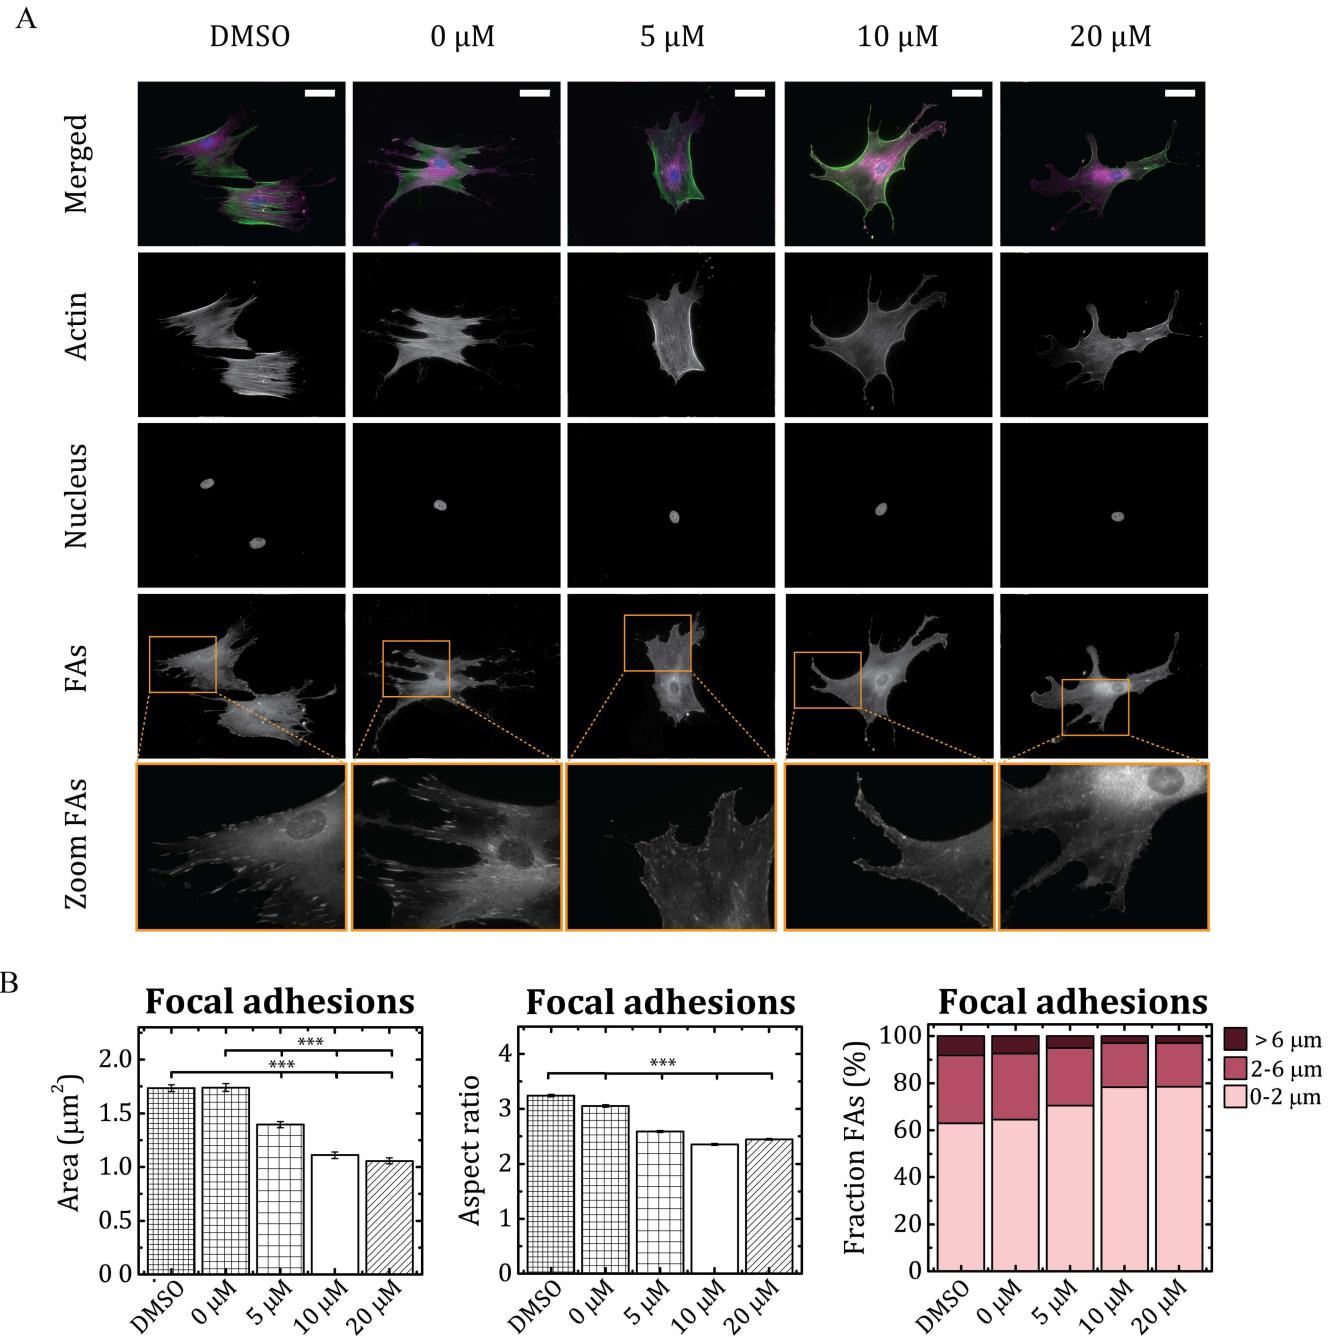 A
DMSO 0 μM 5 μM 10 μM 20 μM
Merged
Actin
Nucleus
FAs
Zoom FAs
B
Focal adhesions
Area (μm²)
2.0
1.5
1.0
0.5
0 0
***
***
DMSO 0 μM 5 μM 10 μM 20 μM
Focal adhesions
Aspect ratio
4
3
2
1
0
***
DMSO 0 μM 5 μM 10 μM 20 μM
Focal adhesions
Fraction FAs (%)
100
80
60
40
20
0
DMSO 0 μM 5 μM 10 μM 20 μM
> 6 μm
2-6 μm
0-2 μm